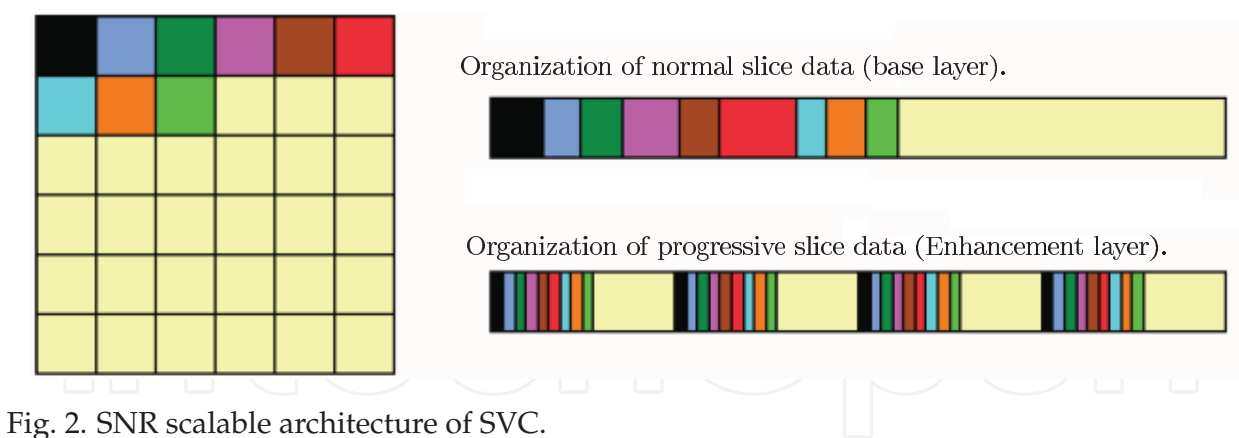 Organization of normal slice data (base layer).
Organization of progressive slice data (Enhancement layer).
intechopen
Fig. 2. SNR scalable architecture of SVC.